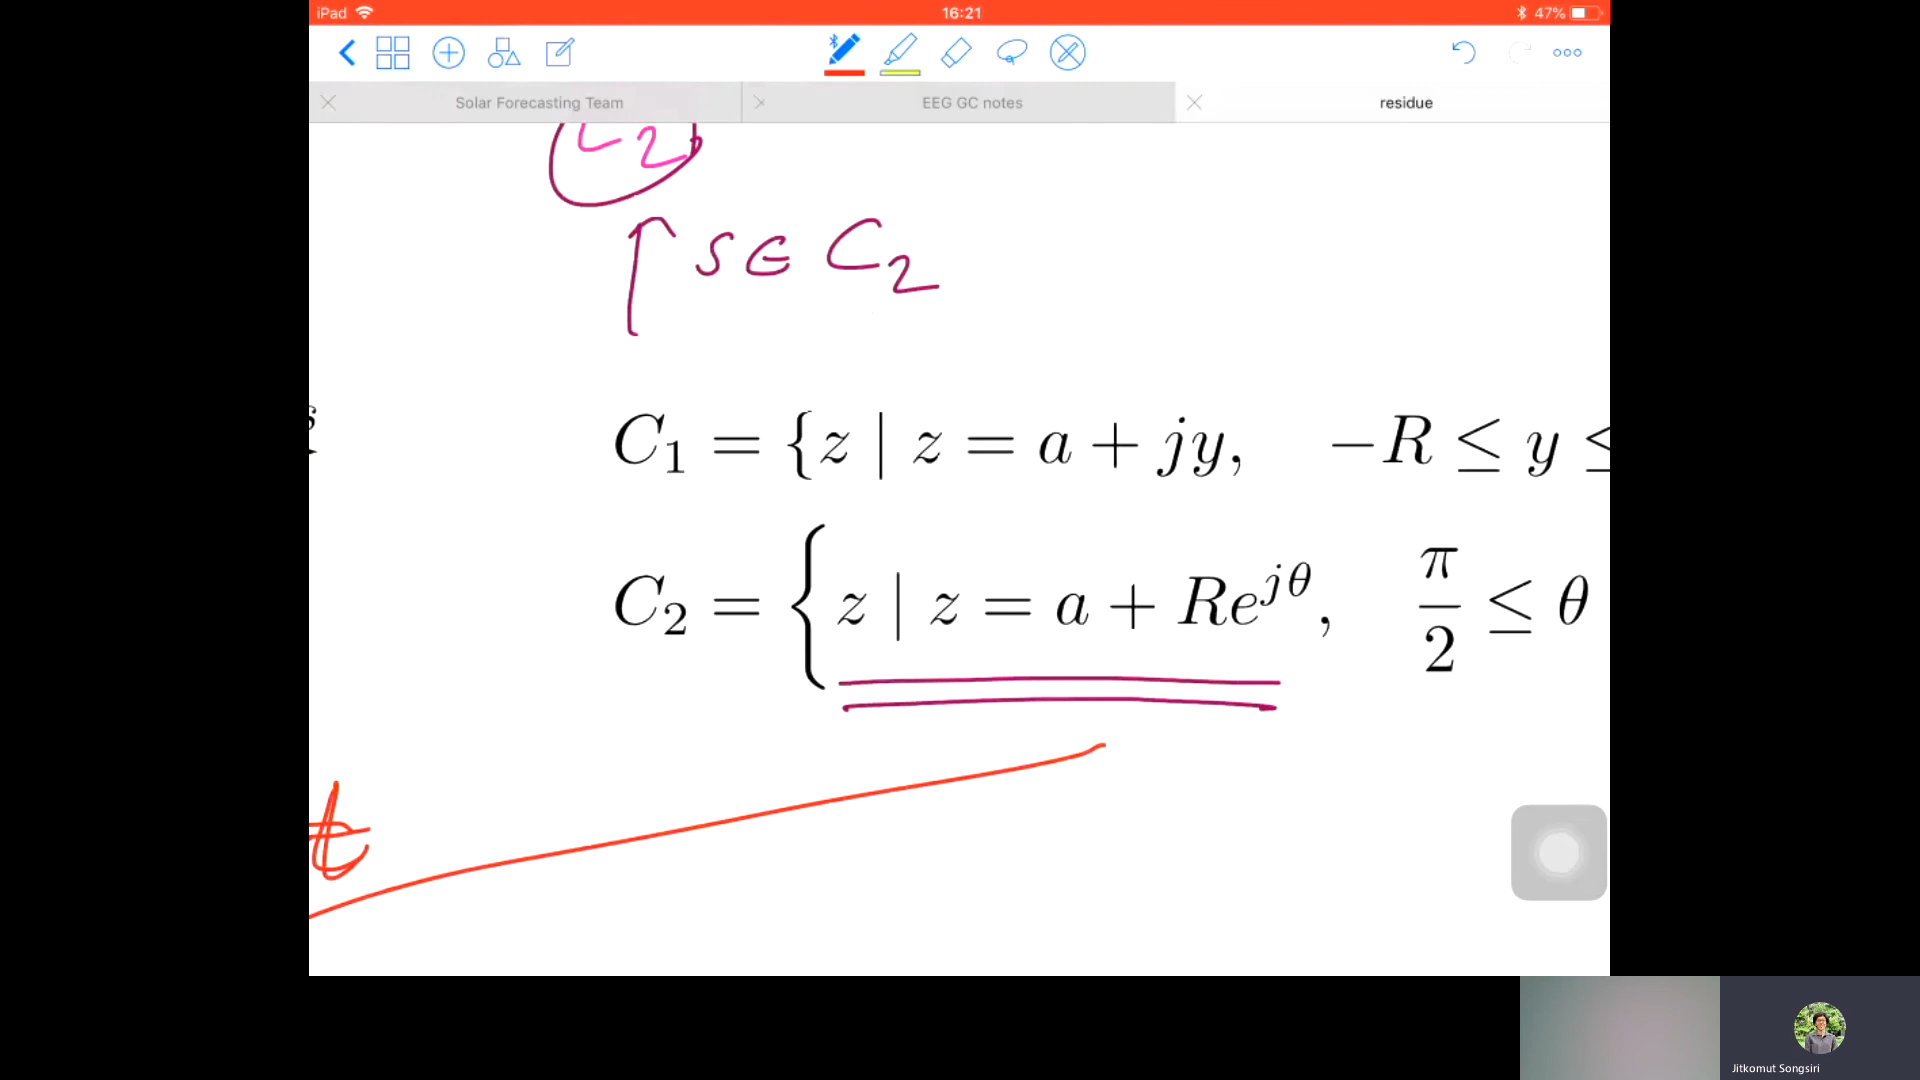 iPad 16:21 47%
Solar Forecasting Team EEG GC notes residue
C₂
s ∈ C₂
C₁ = {z | z = a + jy, −R ≤ y ≤
C₂ = {z | z = a + Re^{jθ}, π/2 ≤ θ
t
Jitkomut Songsiri